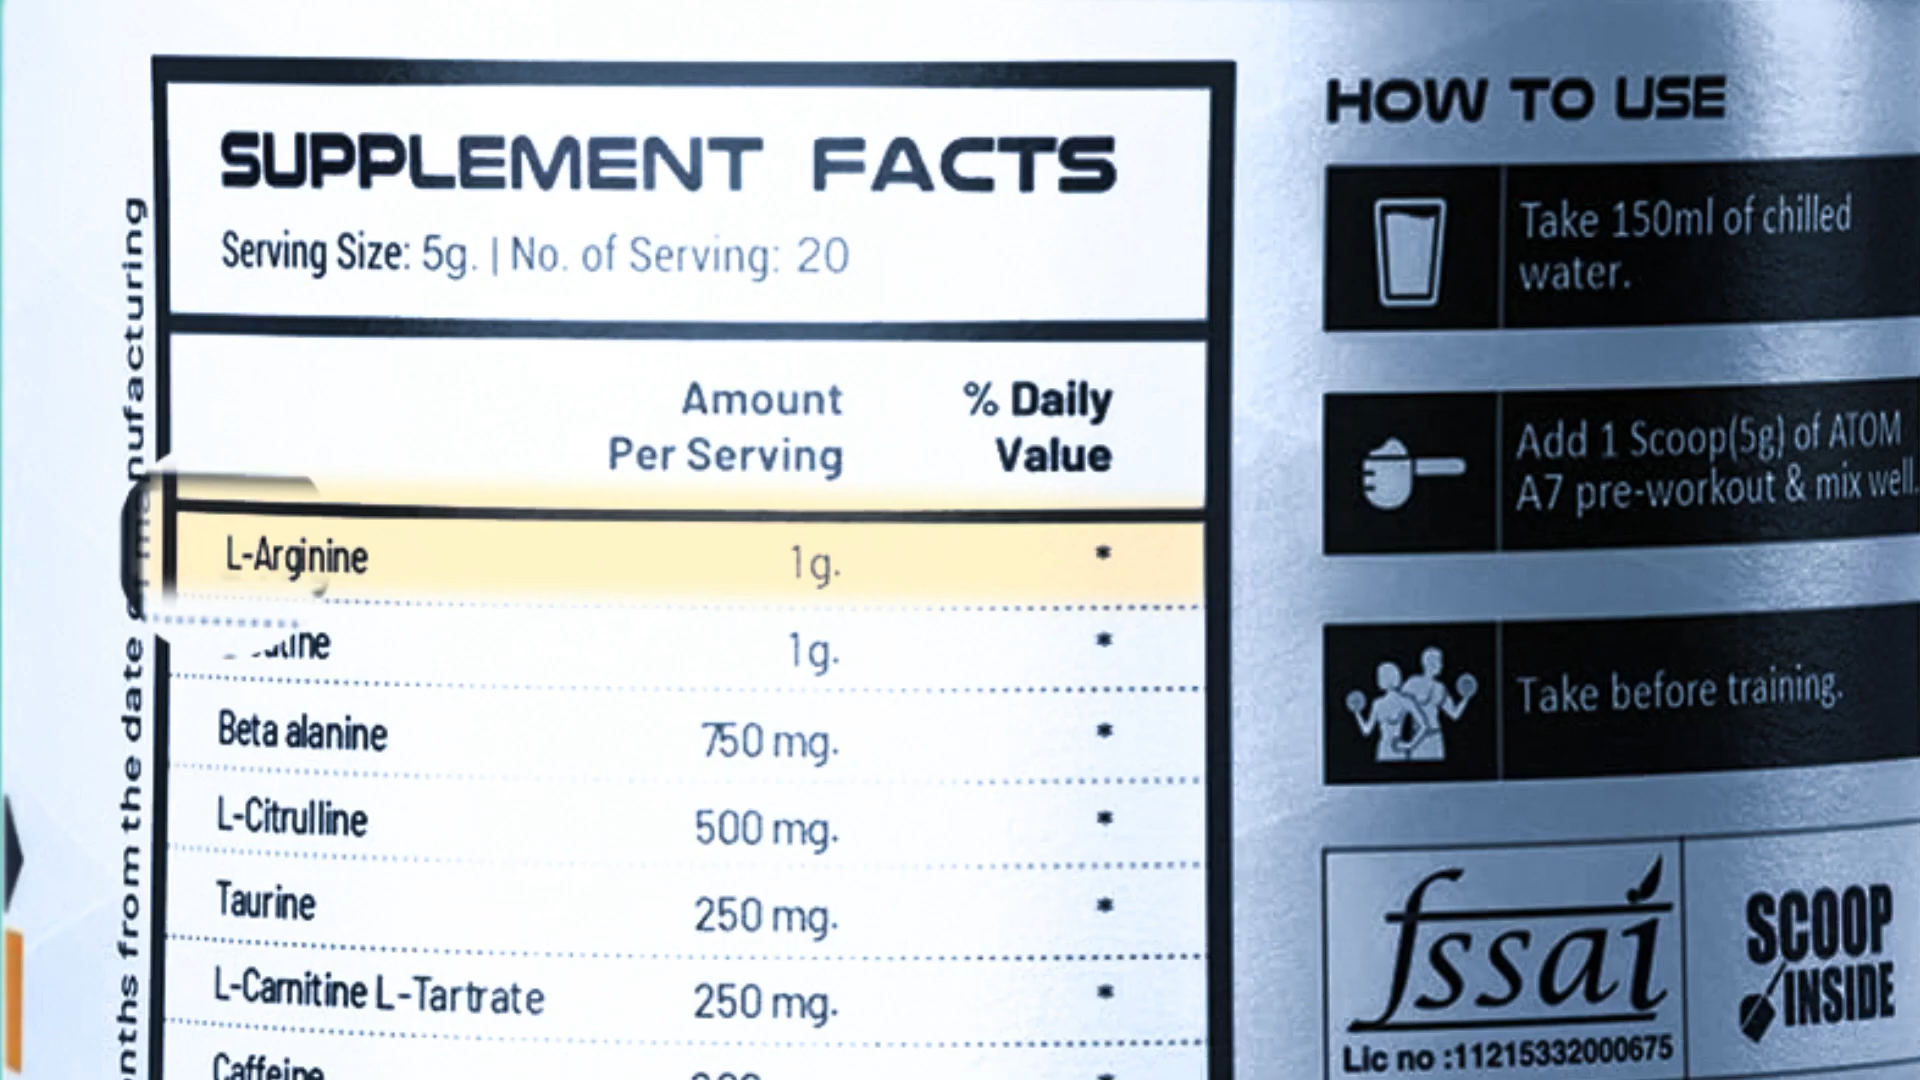 SUPPLEMENT FACTS
Serving Size: 5g. | No. of Serving: 20
Amount
Per Serving
% Daily
Value
L-Arginine 1g. *
1g. *
Beta alanine 750 mg. *
L-Citrulline 500 mg. *
Taurine 250 mg. *
L-Carnitine L-Tartrate 250 mg. *
Caffeine
from the date manufacturing
HOW TO USE
Take 150ml of chilled
water.
Add 1 Scoop(5g) of ATOM
A7 pre-workout & mix well.
Take before training.
fssai
Lic no :11215332000675
SCOOP
INSIDE